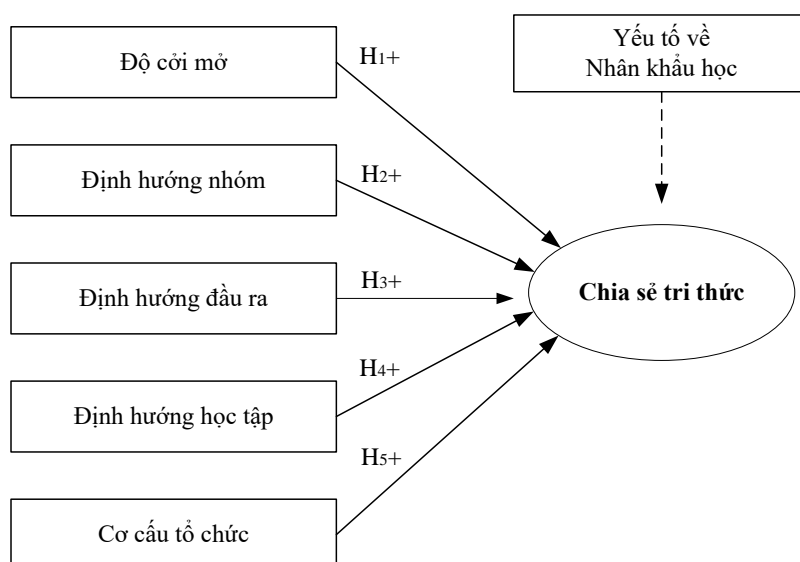 Độ cởi mở
H1+
Yếu tố về
Nhân khẩu học
Định hướng nhóm
H2+
Định hướng đầu ra
H3+
Chia sẻ tri thức
Định hướng học tập
H4+
Cơ cấu tổ chức
H5+